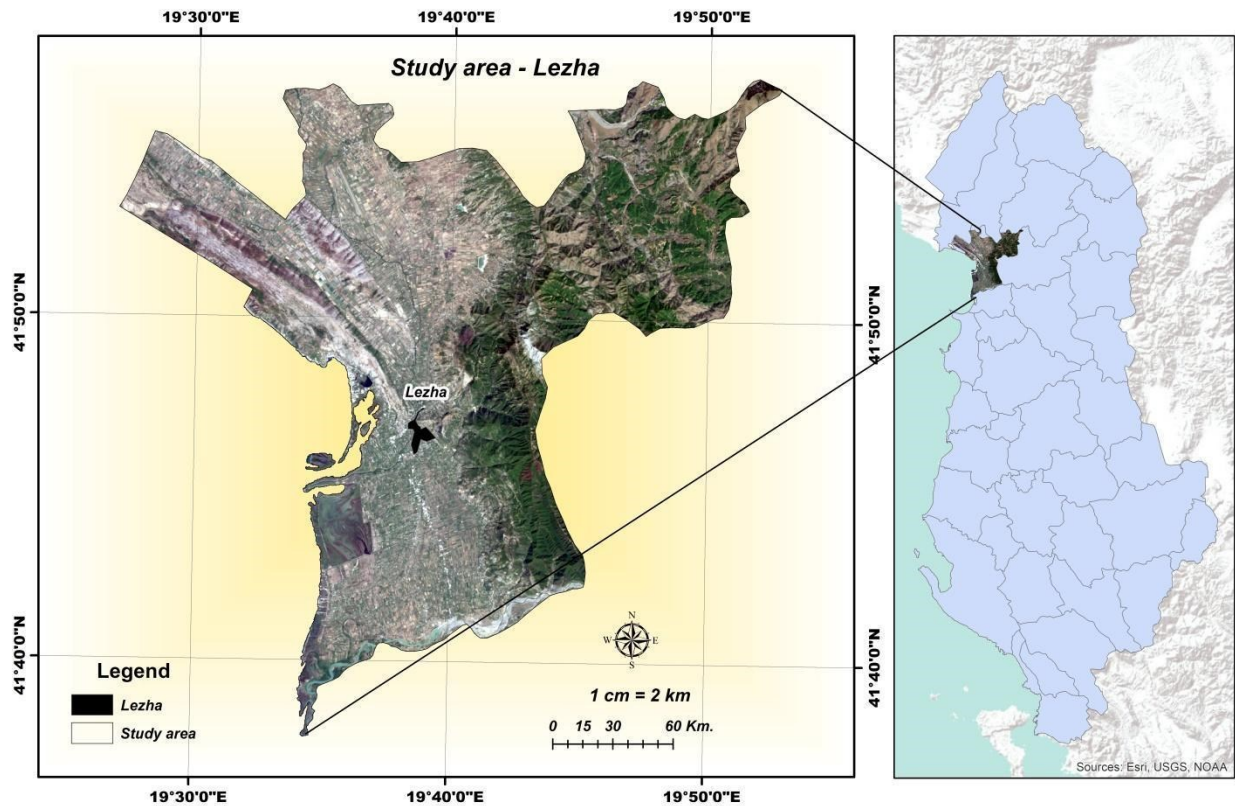 19°30'0"E 19°40'0"E 19°50'0"E
Study area - Lezha
41°50'0"N
41°50'0"N
Lezha
41°40'0"N
41°40'0"N
N
W E
S
Legend
Lezha
Study area
1 cm = 2 km
0 15 30 60 Km.
19°30'0"E 19°40'0"E 19°50'0"E
Sources: Esri, USGS, NOAA